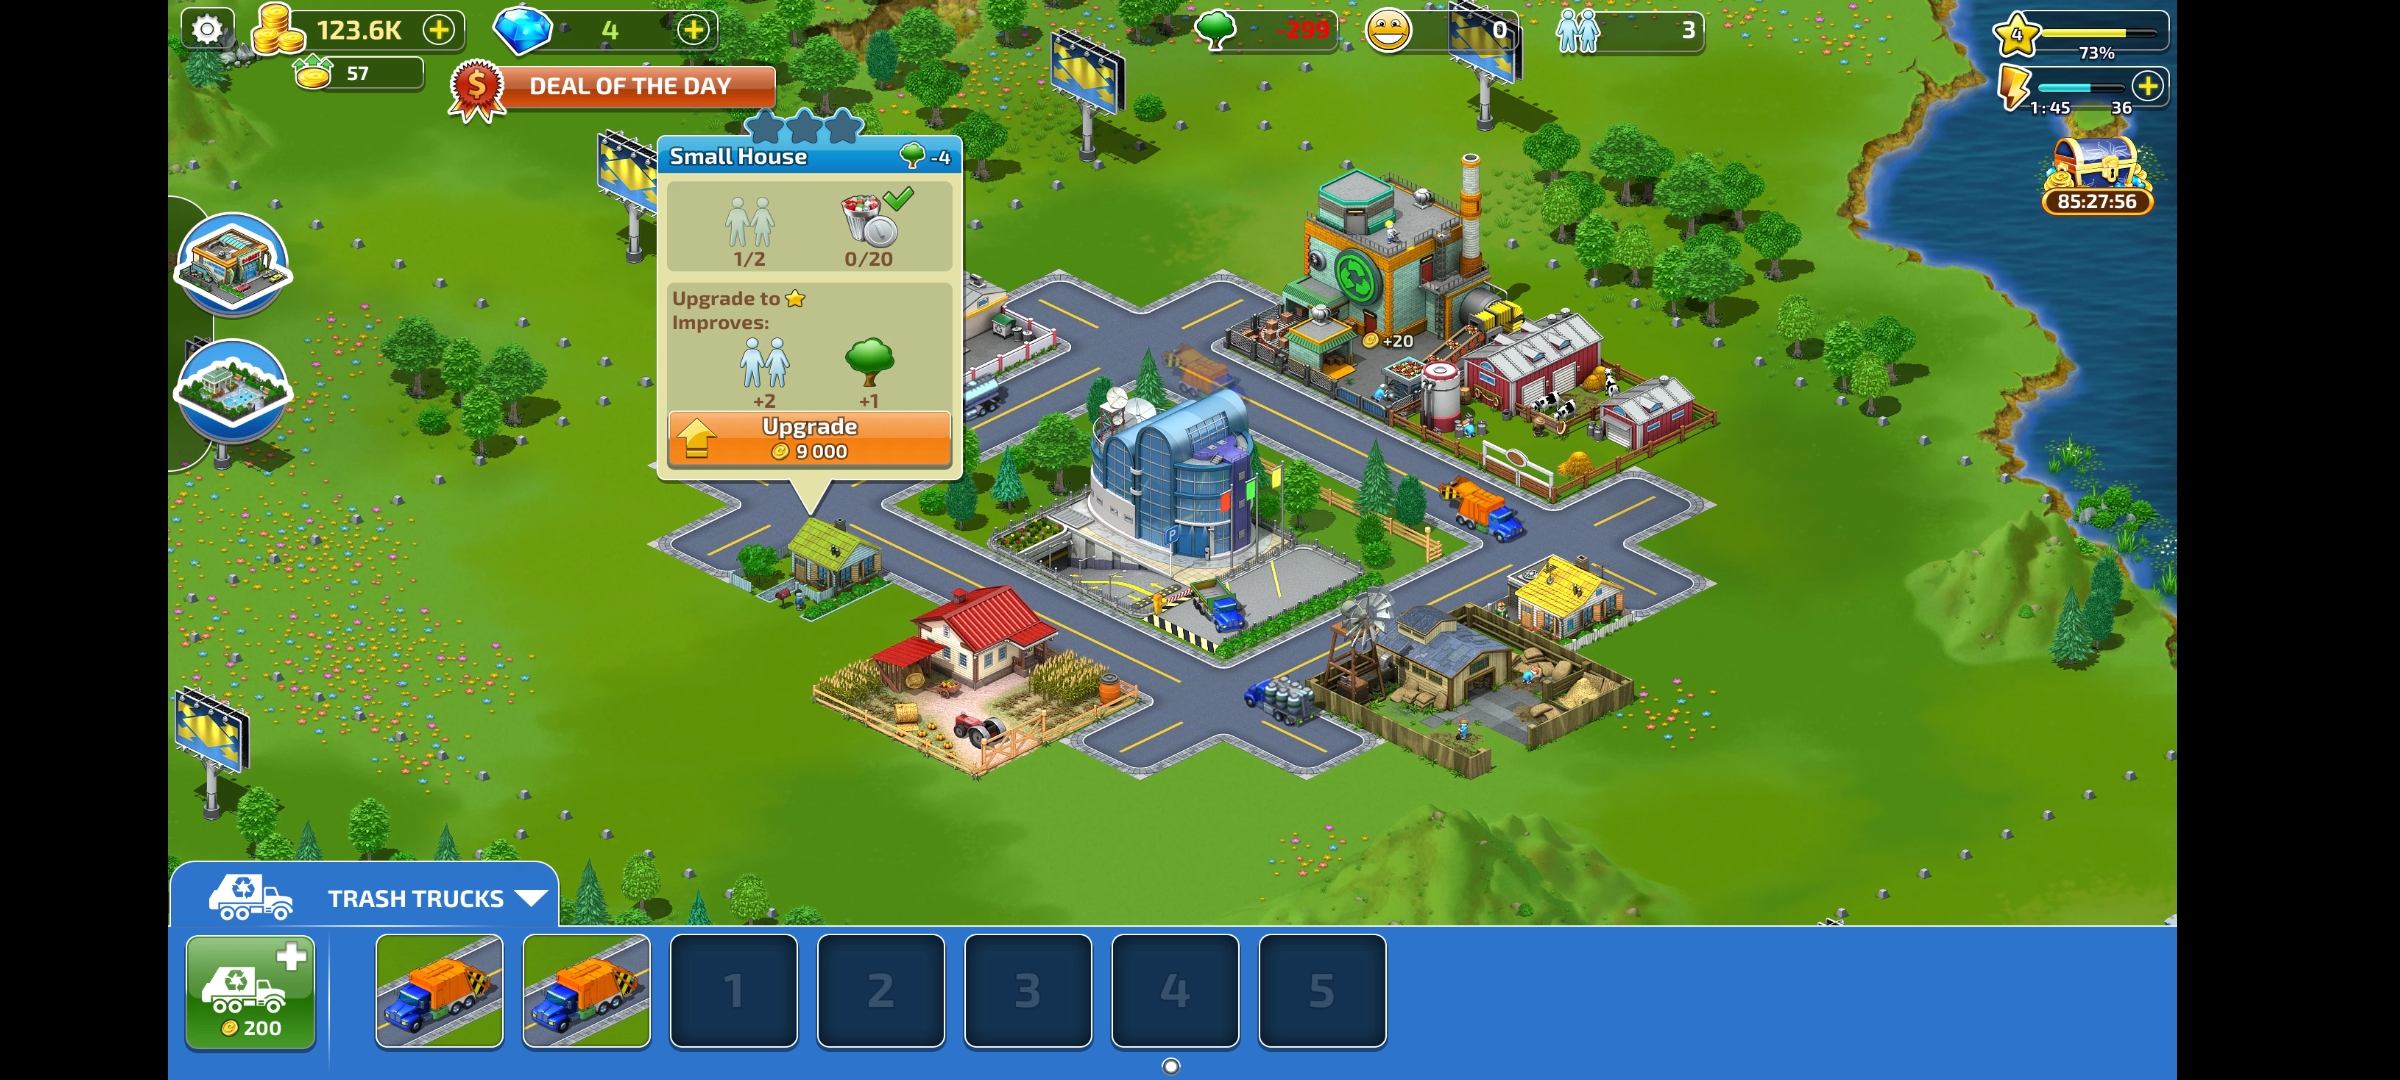 123.6K
4
-299
0
3
4
73%
57
DEAL OF THE DAY
1:45
36
Small House
-4
85:27:56
1/2
0/20
Upgrade to
Improves:
+2
+1
Upgrade
9 000
+20
P
TRASH TRUCKS
200
1
2
3
4
5